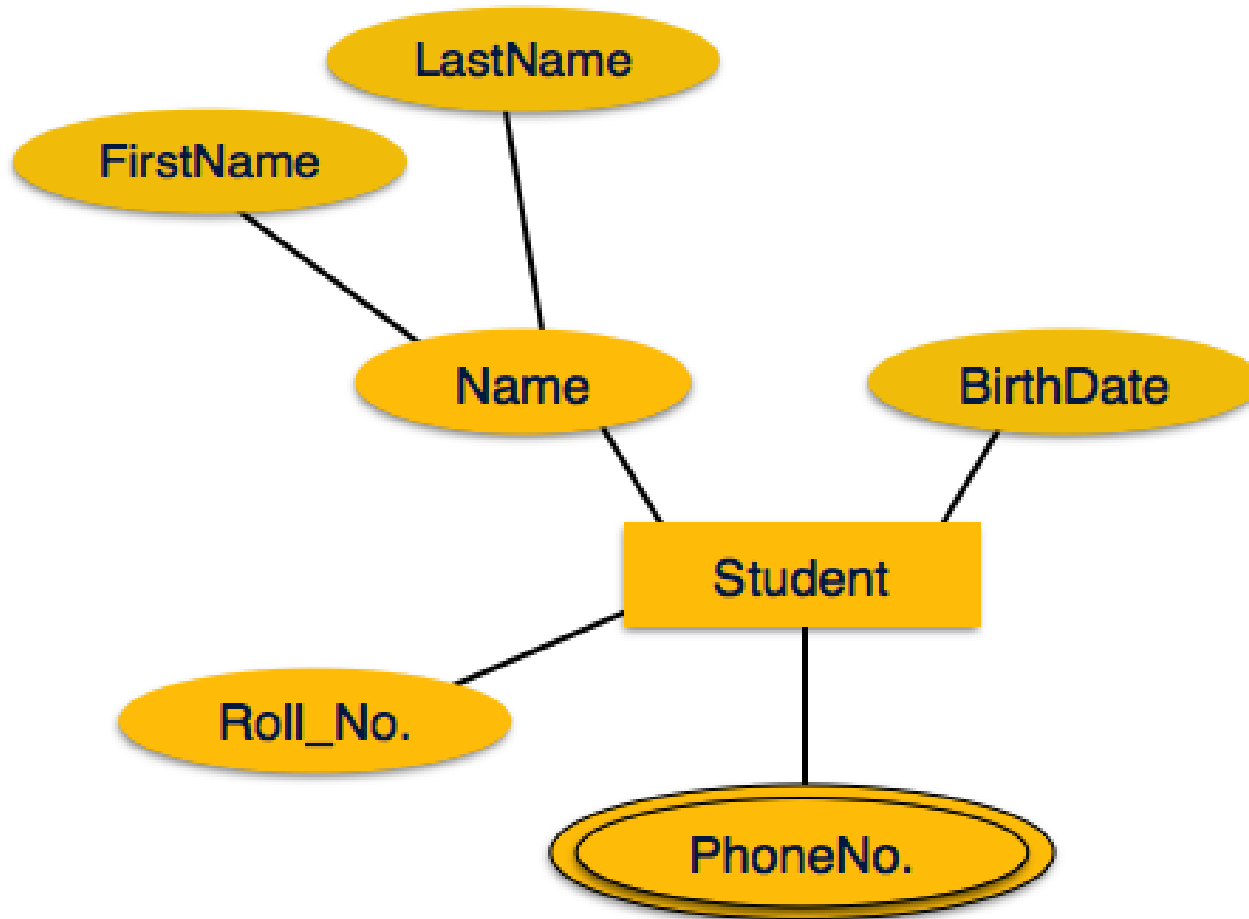 LastName
FirstName
Name
BirthDate
Student
Roll_No.
PhoneNo.